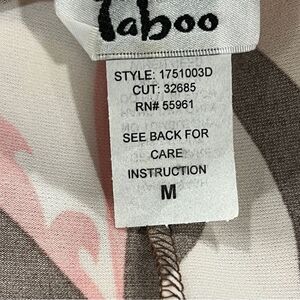 Taboo
STYLE: 1751003D
CUT: 32685
RN# 55961
SEE BACK FOR
CARE
INSTRUCTION
M